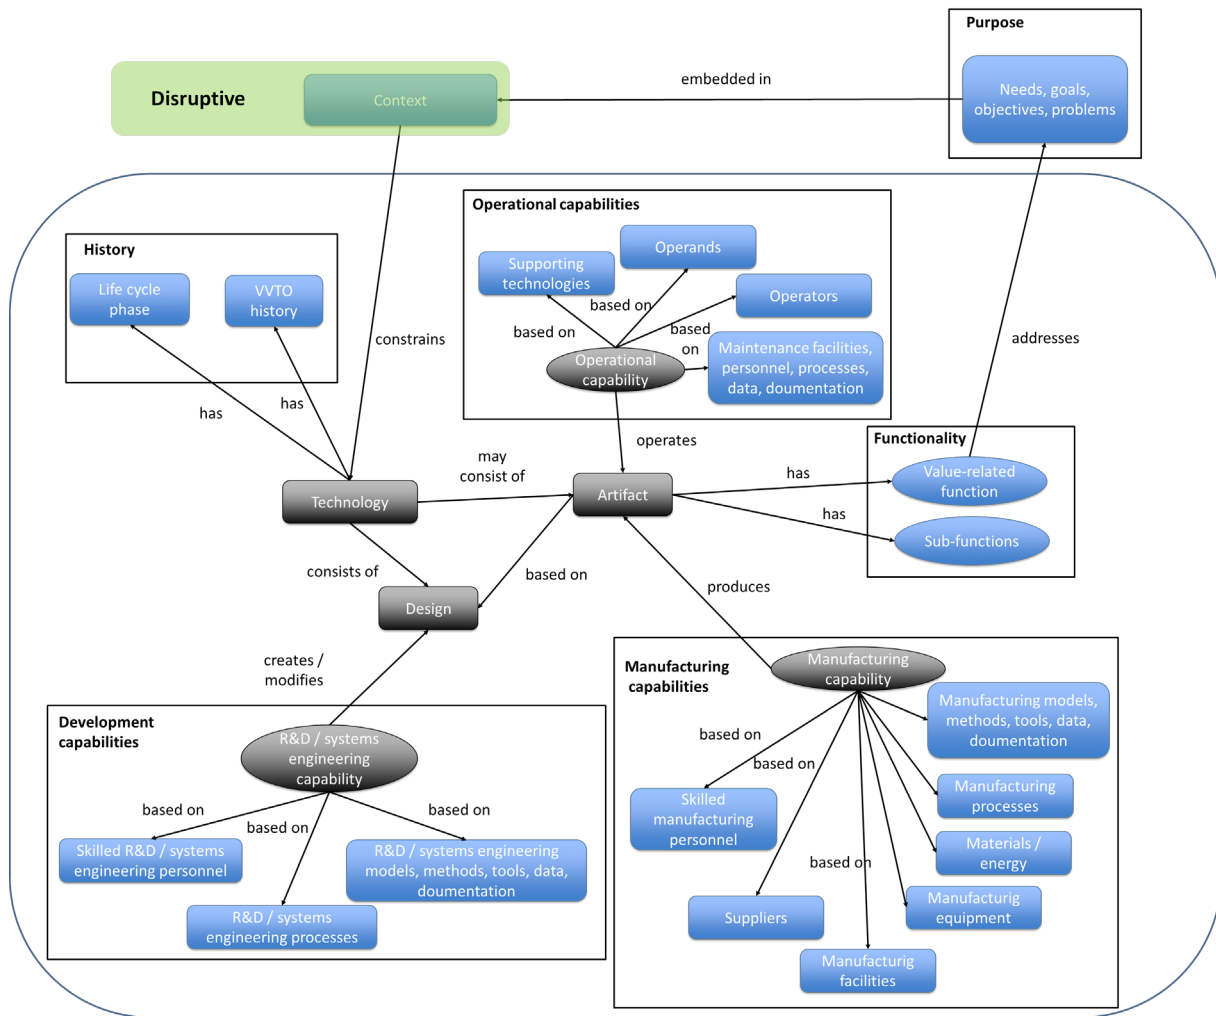 Purpose
Needs, goals,
objectives, problems
embedded in
Disruptive
Context
Operational capabilities
Operands
Supporting
technologies
Operators
based on
based on
based
on
Operational
capability
Maintenance facilities,
personnel, processes,
data, doumentation
History
Life cycle
phase
VVTO
history
has
has
constrains
addresses
operates
Functionality
Value-related
function
Sub-functions
has
has
may
consist of
Technology
Artifact
consists of
based on
Design
produces
creates /
modifies
Development
capabilities
R&D / systems
engineering
capability
based on
based on
based on
Skilled R&D / systems
engineering personnel
R&D / systems engineering
models, methods, tools, data,
doumentation
R&D / systems
engineering processes
Manufacturing
capabilities
Manufacturing
capability
Manufacturing models,
methods, tools, data,
doumentation
based on
based on
Skilled
manufacturing
personnel
Manufacturing
processes
Materials /
energy
based on
Manufacturig
equipment
Suppliers
Manufacturig
facilities